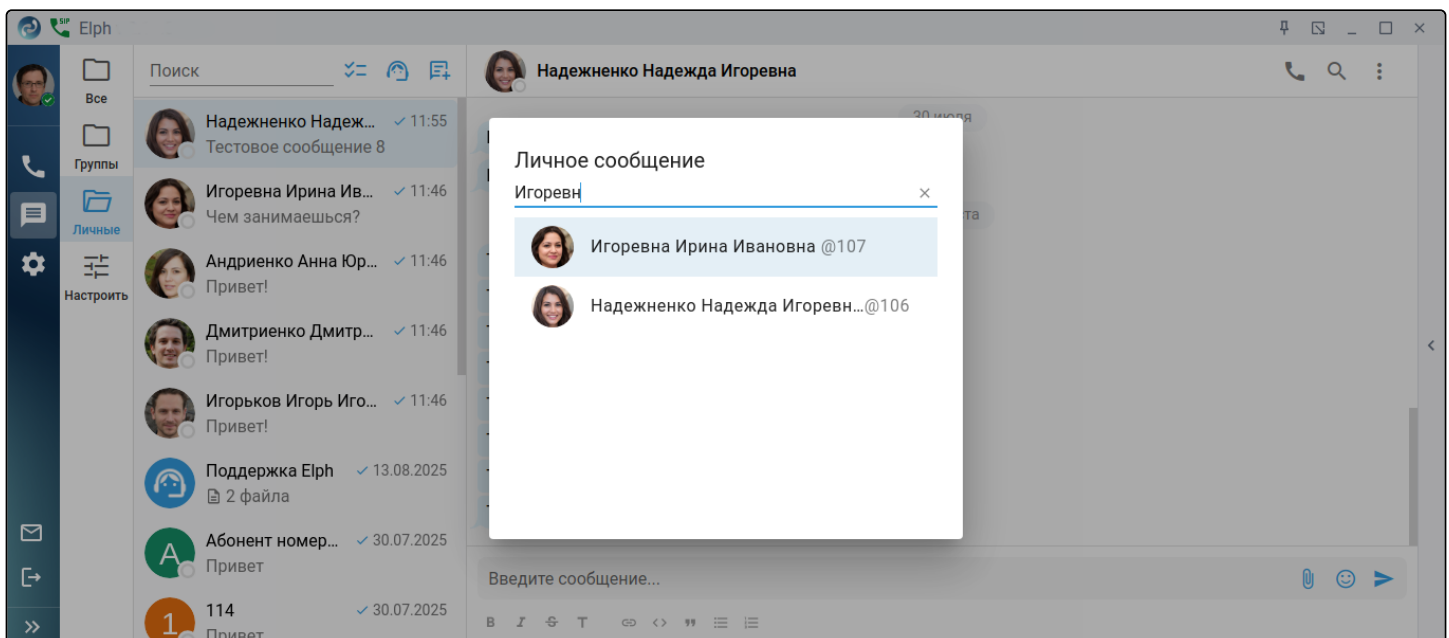 SIP
Elph
Все
Группы
Личные
Настроить
Поиск
Надежненко Надеж... 11:55
Тестовое сообщение 8
Игоревна Ирина Ив... 11:46
Чем занимаешься?
Андриенко Анна Юр... 11:46
Привет!
Дмитриенко Дмитр... 11:46
Привет!
Игорьков Игорь Иго... 11:46
Привет!
Поддержка Elph 13.08.2025
2 файла
А
Абонент номер... 30.07.2025
Привет
1
114 30.07.2025
Привет
Надежненко Надежда Игоревна
30 июля
та
Личное сообщение
Игоревн
Игоревна Ирина Ивановна @107
Надежненко Надежда Игоревн...@106
Введите сообщение...
B I S T